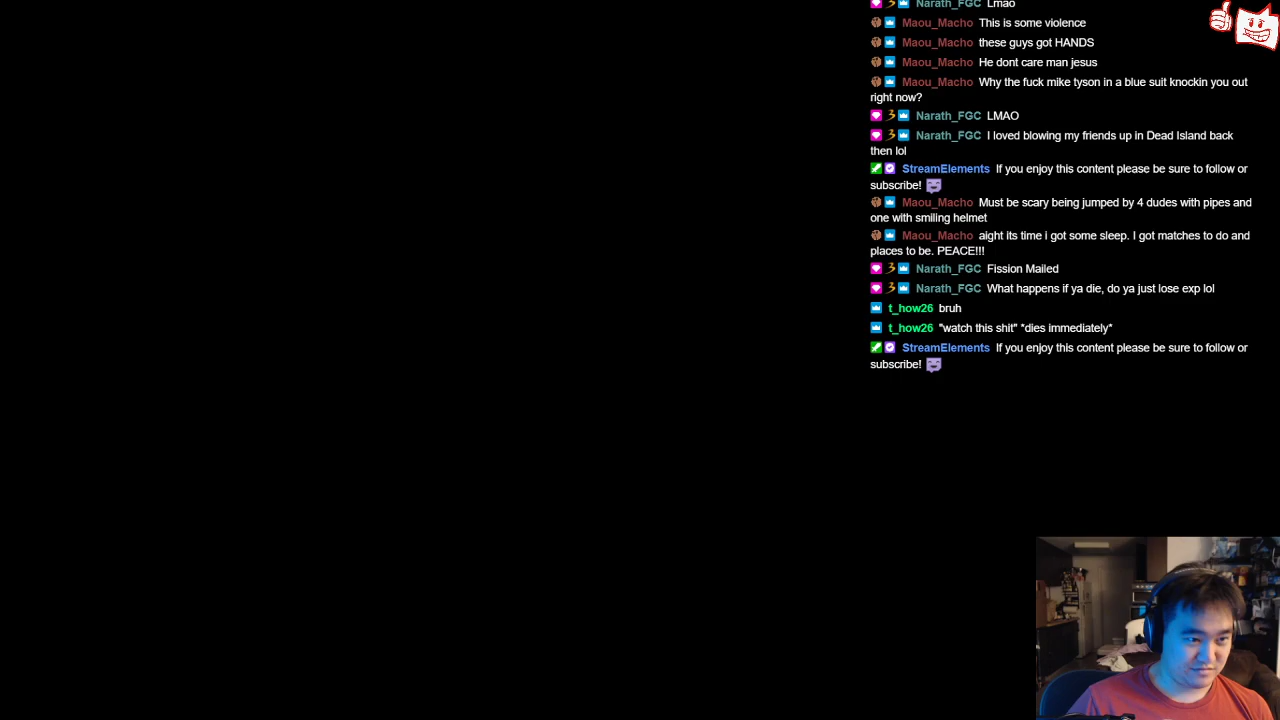 Narath_FGC Lmao
Maou_Macho This is some violence
Maou_Macho these guys got HANDS
Maou_Macho He dont care man jesus
Maou_Macho Why the fuck mike tyson in a blue suit knockin you out
right now?
Narath_FGC LMAO
Narath_FGC I loved blowing my friends up in Dead Island back
then lol
StreamElements If you enjoy this content please be sure to follow or
subscribe!
Maou_Macho Must be scary being jumped by 4 dudes with pipes and
one with smiling helmet
Maou_Macho aight its time i got some sleep. I got matches to do and
places to be. PEACE!!!
Narath_FGC Fission Mailed
Narath_FGC What happens if ya die, do ya just lose exp lol
t_how26 bruh
t_how26 "watch this shit" *dies immediately*
StreamElements If you enjoy this content please be sure to follow or
subscribe!